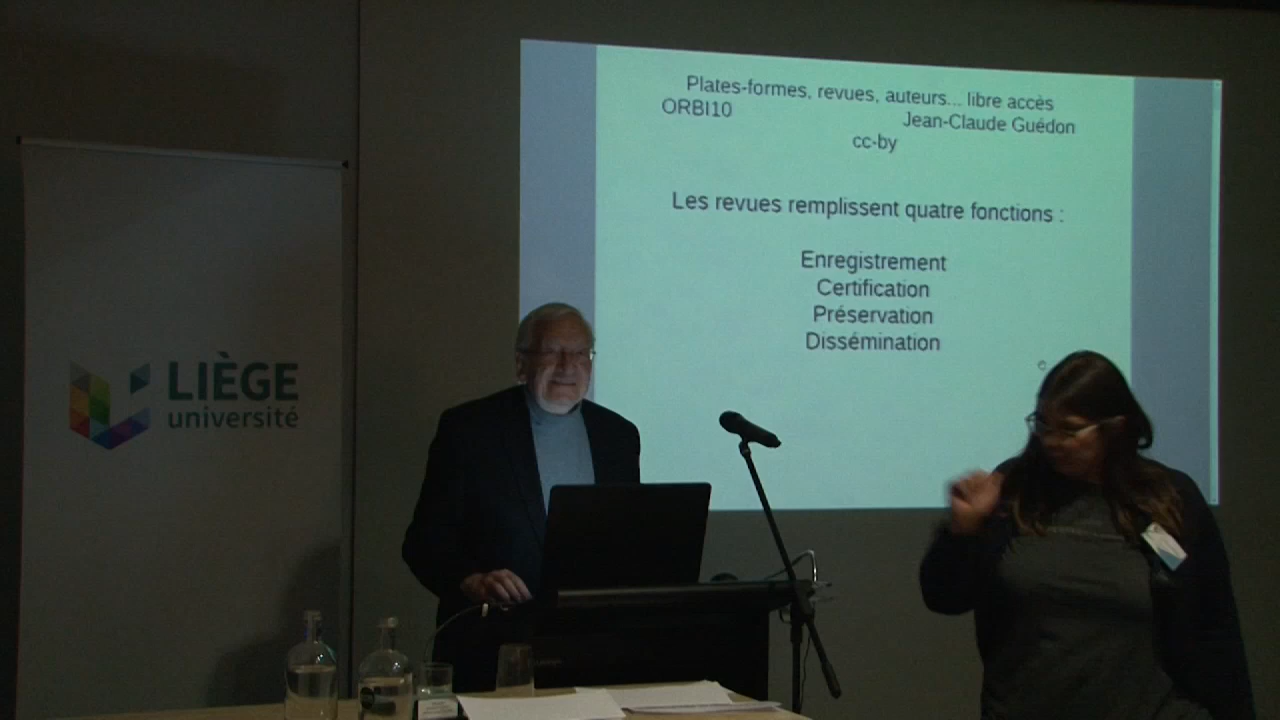 Plates-formes, revues, auteurs... libre accès
ORBI10 Jean-Claude Guédon
cc-by
Les revues remplissent quatre fonctions :
Enregistrement
Certification
Préservation
Dissémination
LIÈGE
université